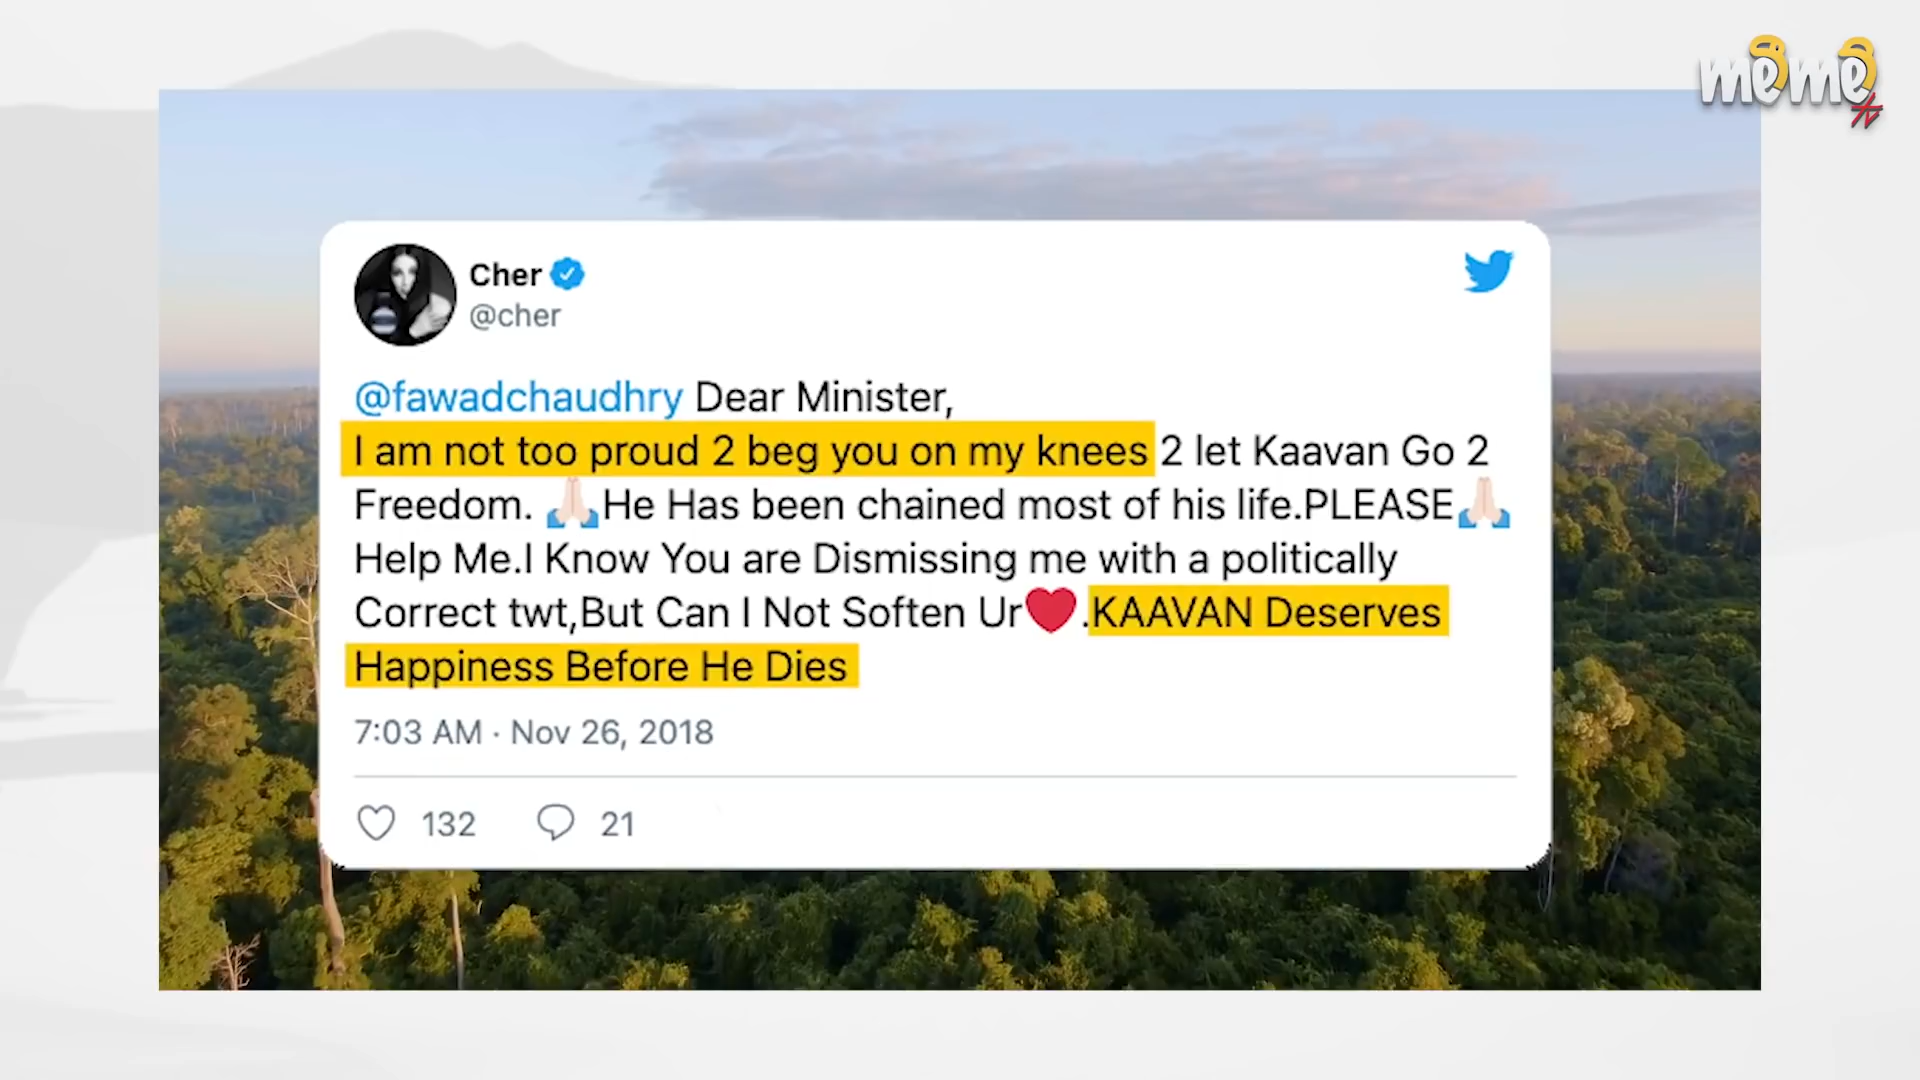 meme tv
Cher
@cher
@fawadchaudhry Dear Minister,
I am not too proud 2 beg you on my knees 2 let Kaavan Go 2
Freedom. 🙏🏻He Has been chained most of his life.PLEASE🙏🏻
Help Me.I Know You are Dismissing me with a politically
Correct twt,But Can I Not Soften Ur❤️.KAAVAN Deserves
Happiness Before He Dies
7:03 AM · Nov 26, 2018
132 21